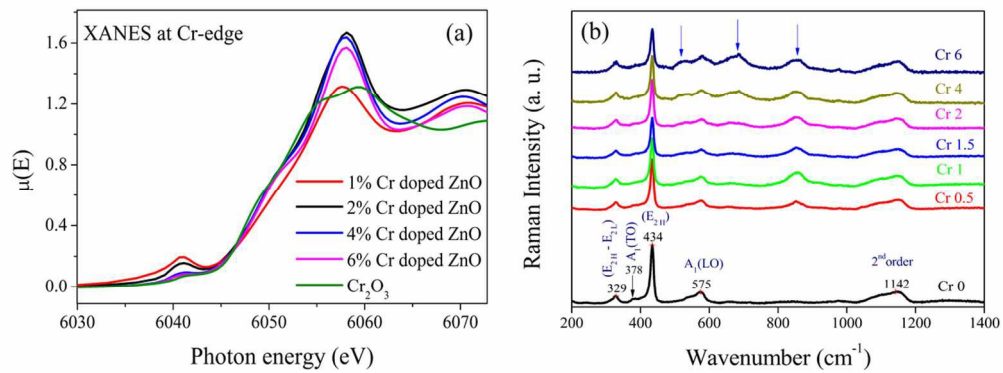 XANES at Cr-edge
(a)
1.6
1.2
0.8
0.4
0.0
μ(E)
1% Cr doped ZnO
2% Cr doped ZnO
4% Cr doped ZnO
6% Cr doped ZnO
Cr₂O₃
6030
6040
6050
6060
6070
Photon energy (eV)
(b)
Raman Intensity (a. u.)
Cr 6
Cr 4
Cr 2
Cr 1.5
Cr 1
Cr 0.5
Cr 0
(E₂H - E₂L)
329
A₁(TO)
378
(E₂H)
434
A₁(LO)
575
2nd order
1142
200
400
600
800
1000
1200
1400
Wavenumber (cm⁻¹)